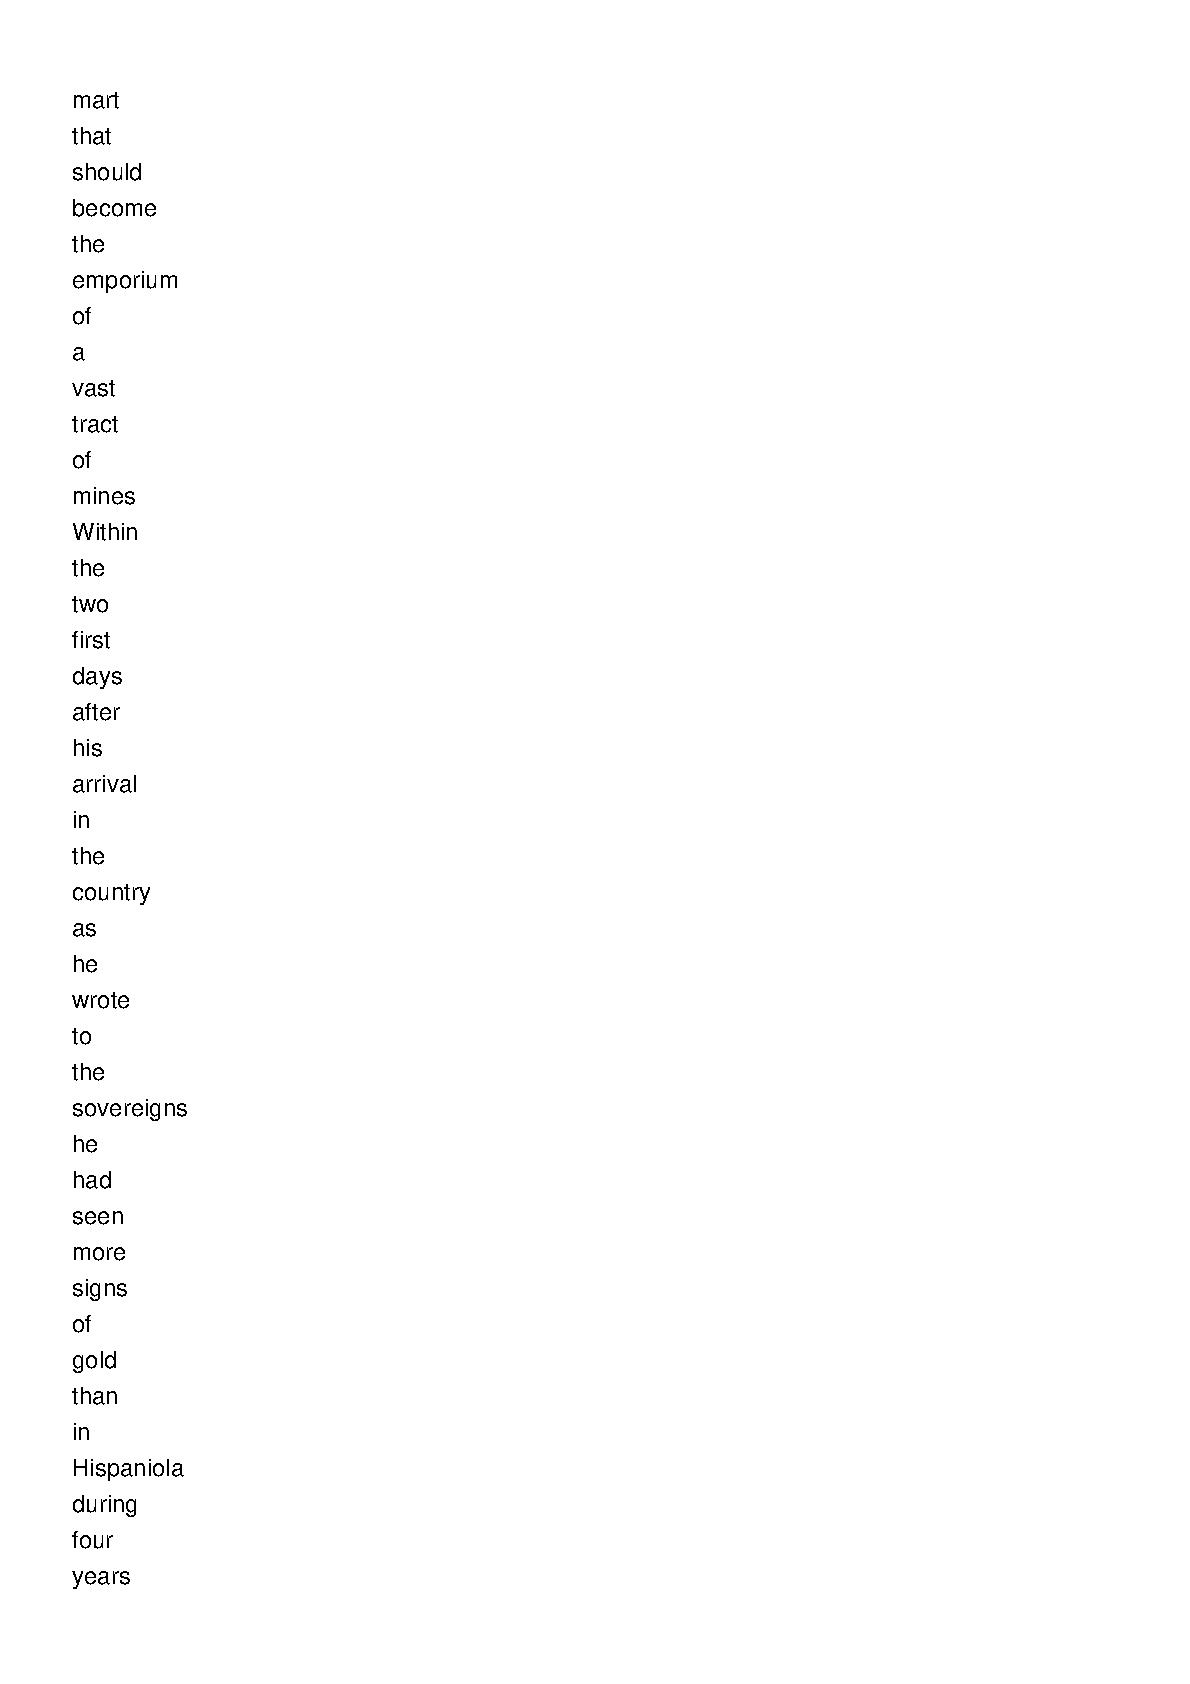 mart
that
should
become
the
emporium
of
a
vast
tract
of
mines
Within
the
two
first
days
after
his
arrival
in
the
country
as
he
wrote
to
the
sovereigns
he
had
seen
more
signs
of
gold
than
in
Hispaniola
during
four
years